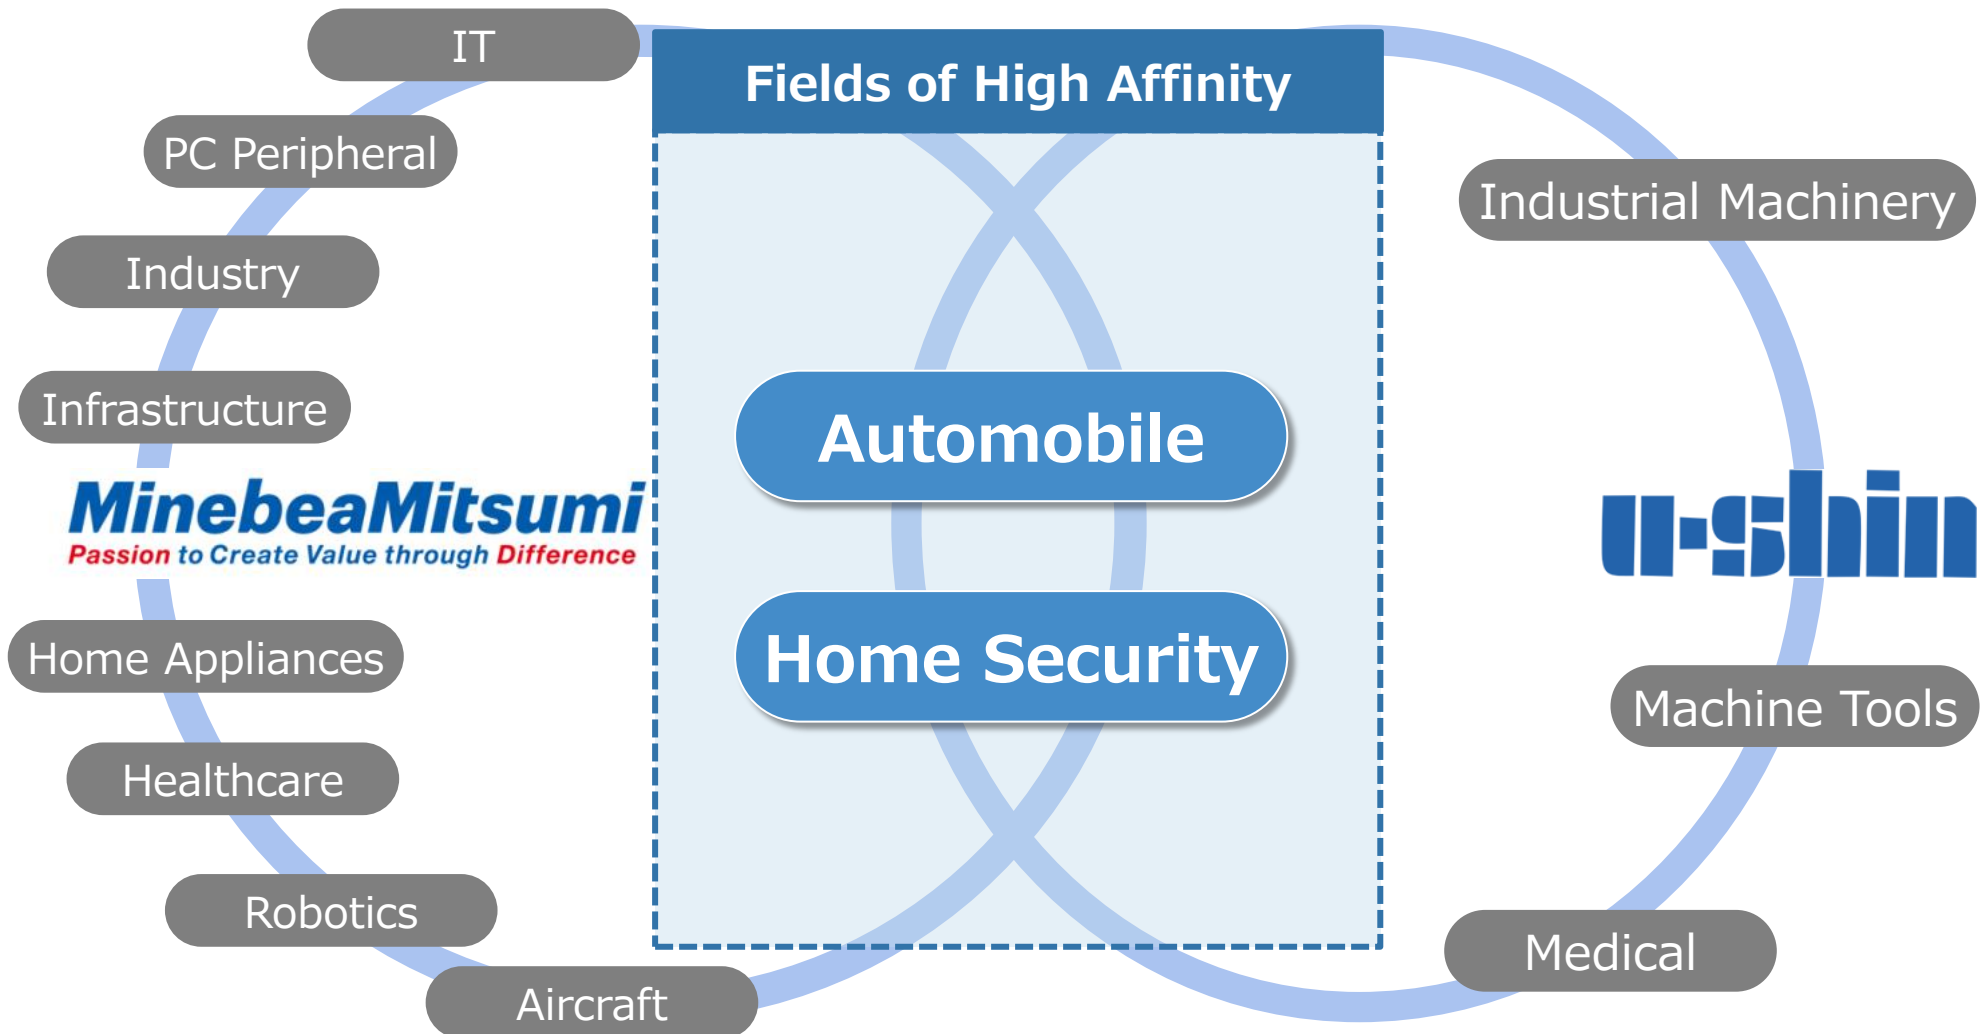 IT
PC Peripheral
Industry
Infrastructure
MinebeaMitsumi
Passion to Create Value through Difference
Home Appliances
Healthcare
Robotics
Aircraft
Fields of High Affinity
Automobile
Home Security
Industrial Machinery
u-shin
Machine Tools
Medical